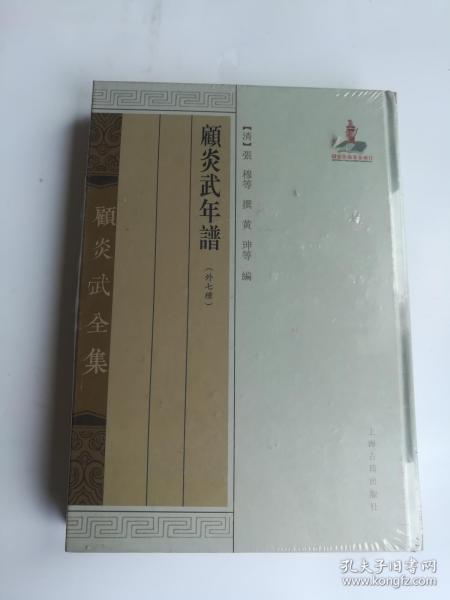 顧炎武年譜
（外七種）
【清】張　穆等　撰　黄　珅等　編
顧炎武全集
上海古籍出版社
孔夫子旧书网
www.kongfz.com